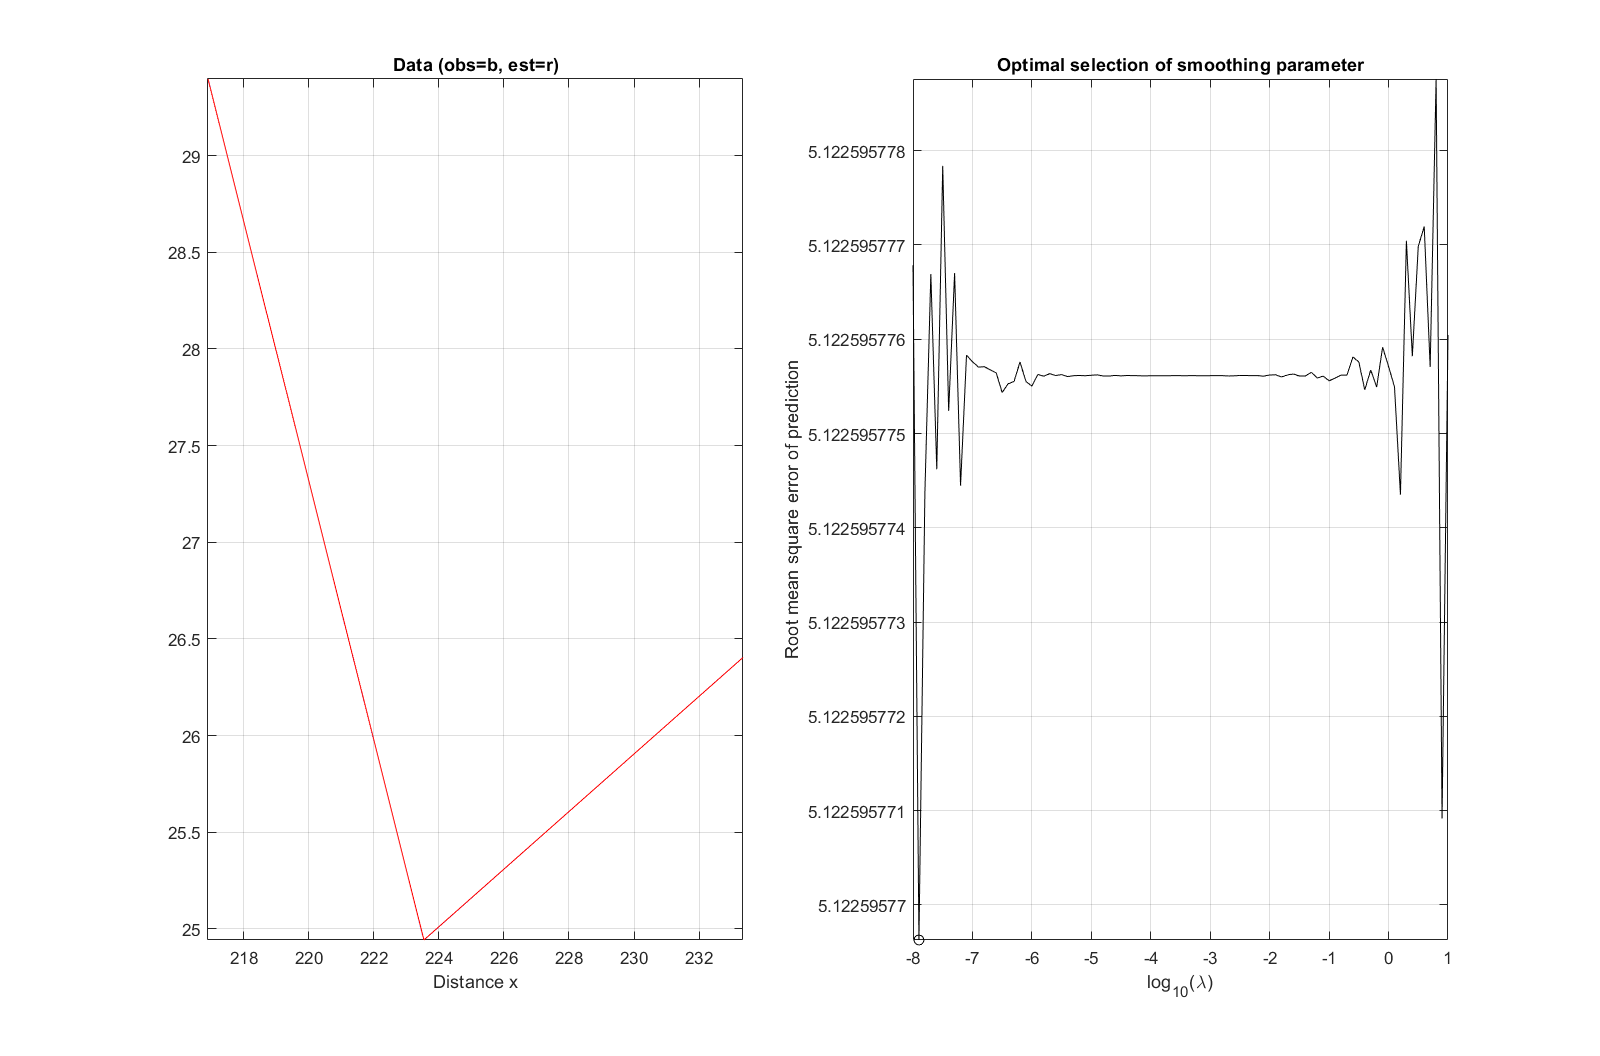 Data (obs=b, est=r)
29
28.5
28
27.5
27
26.5
26
25.5
25
218 220 222 224 226 228 230 232
Distance x
Optimal selection of smoothing parameter
Root mean square error of prediction
5.122595778
5.122595777
5.122595776
5.122595775
5.122595774
5.122595773
5.122595772
5.122595771
5.12259577
-8 -7 -6 -5 -4 -3 -2 -1 0 1
log10(λ)